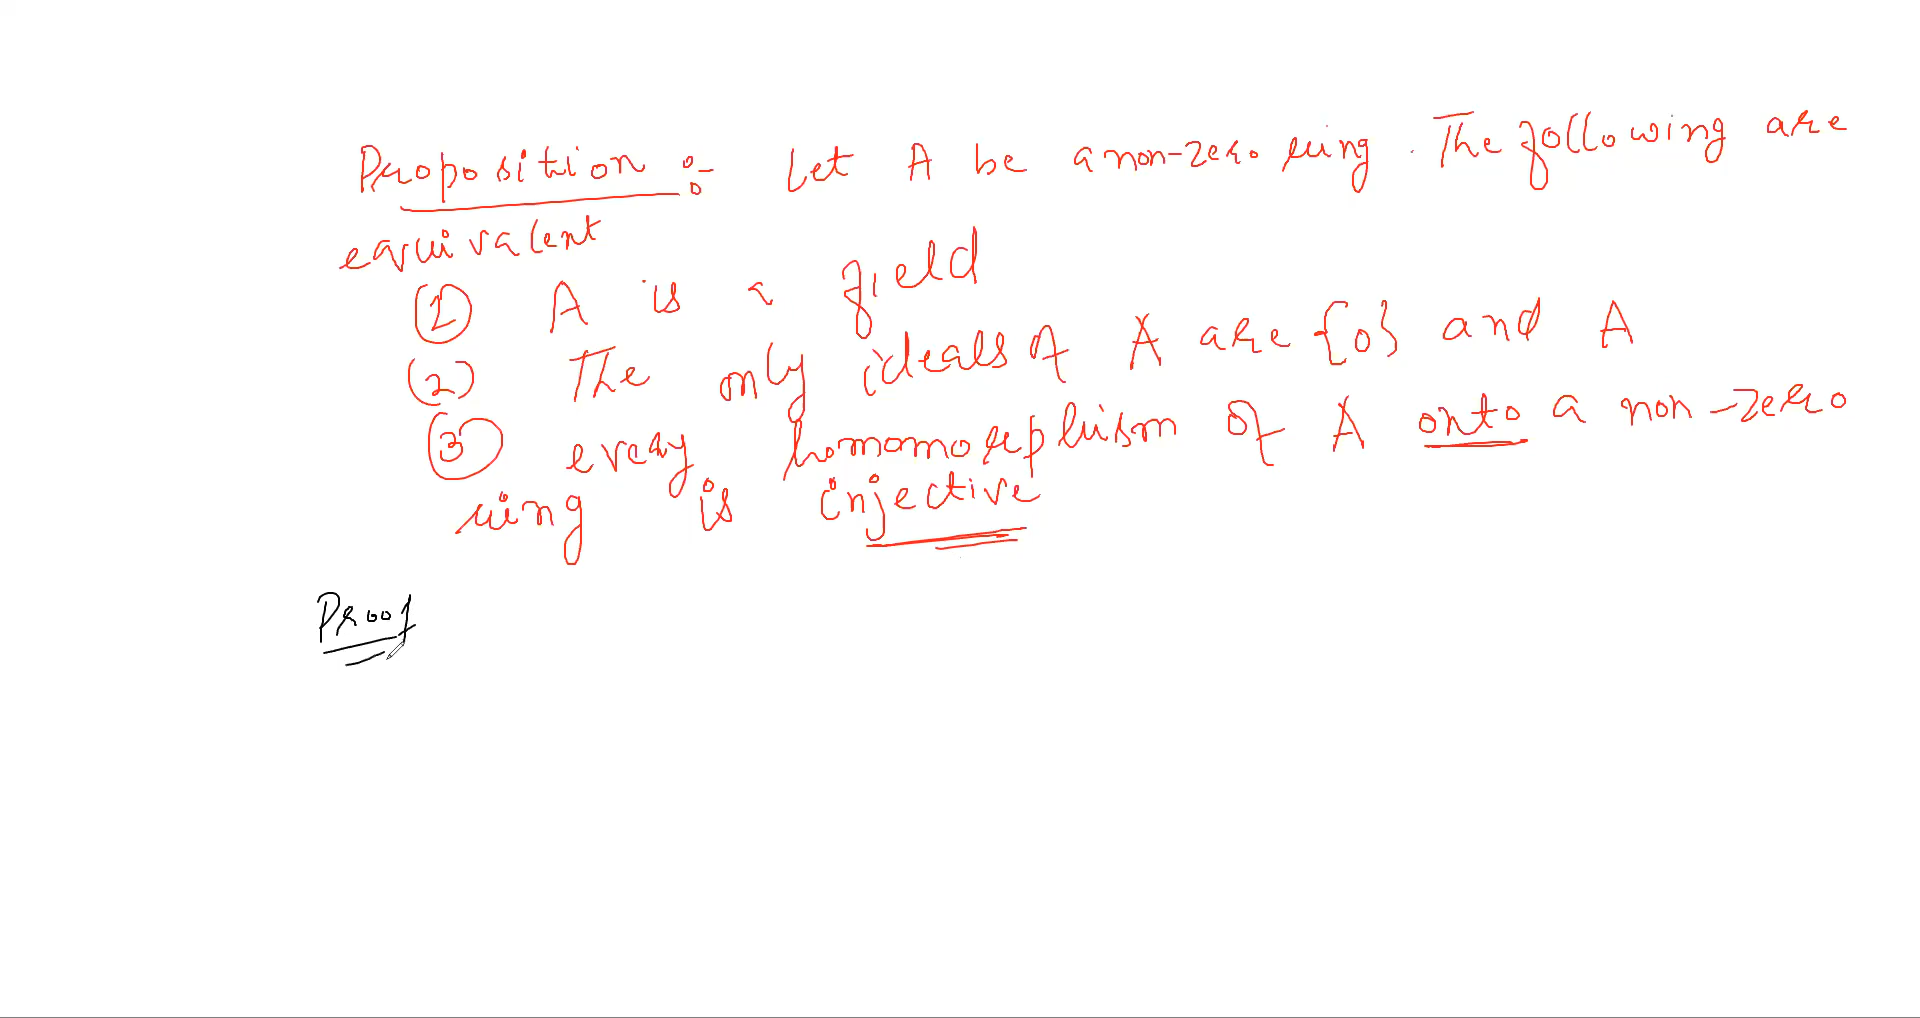 Proposition :- Let A be a non-zero ring. The following are
equivalent
(1) A is a field
(2) The only ideals of A are {0} and A
(3) every homomorphism of A onto a non-zero
ring is injective
Proof